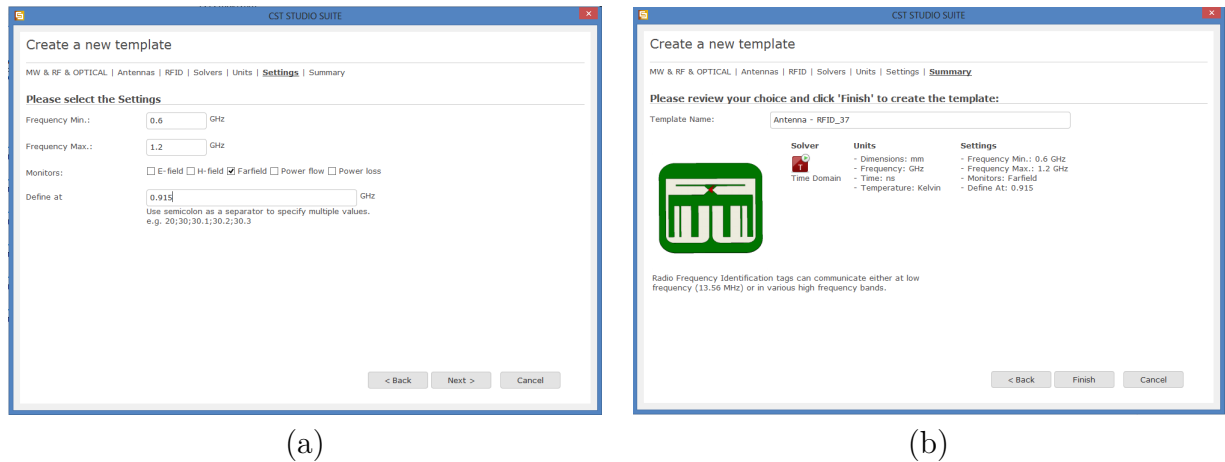 CST STUDIO SUITE
Create a new template
MW & RF & OPTICAL | Antennas | RFID | Solvers | Units | Settings | Summary
Please select the Settings
Frequency Min.: 0.6 GHz
Frequency Max.: 1.2 GHz
Monitors: E-field H-field Farfield Power flow Power loss
Define at 0.915 GHz
Use semicolon as a separator to specify multiple values.
e.g. 20;30;30.1;30.2;30.3
< Back Next > Cancel
(a)
CST STUDIO SUITE
Create a new template
MW & RF & OPTICAL | Antennas | RFID | Solvers | Units | Settings | Summary
Please review your choice and click 'Finish' to create the template:
Template Name: Antenna - RFID_37
Solver Units Settings
T
Time Domain
- Dimensions: mm
- Frequency: GHz
- Time: ns
- Temperature: Kelvin
- Frequency Min.: 0.6 GHz
- Frequency Max.: 1.2 GHz
- Monitors: Farfield
- Define At: 0.915
Radio Frequency Identification tags can communicate either at low
frequency (13.56 MHz) or in various high frequency bands.
< Back Finish Cancel
(b)